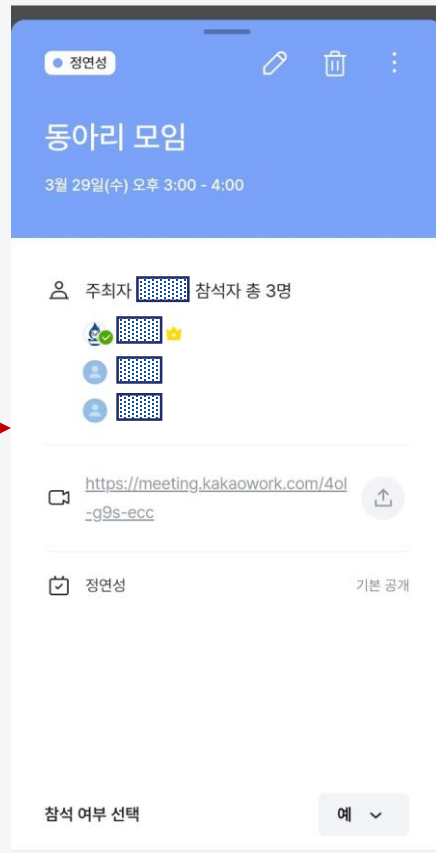 정연성
동아리 모임
3월 29일(수) 오후 3:00 - 4:00
주최자 참석자 총 3명
https://meeting.kakaowork.com/4ol
-g9s-ecc
정연성 기본 공개
참석 여부 선택 예